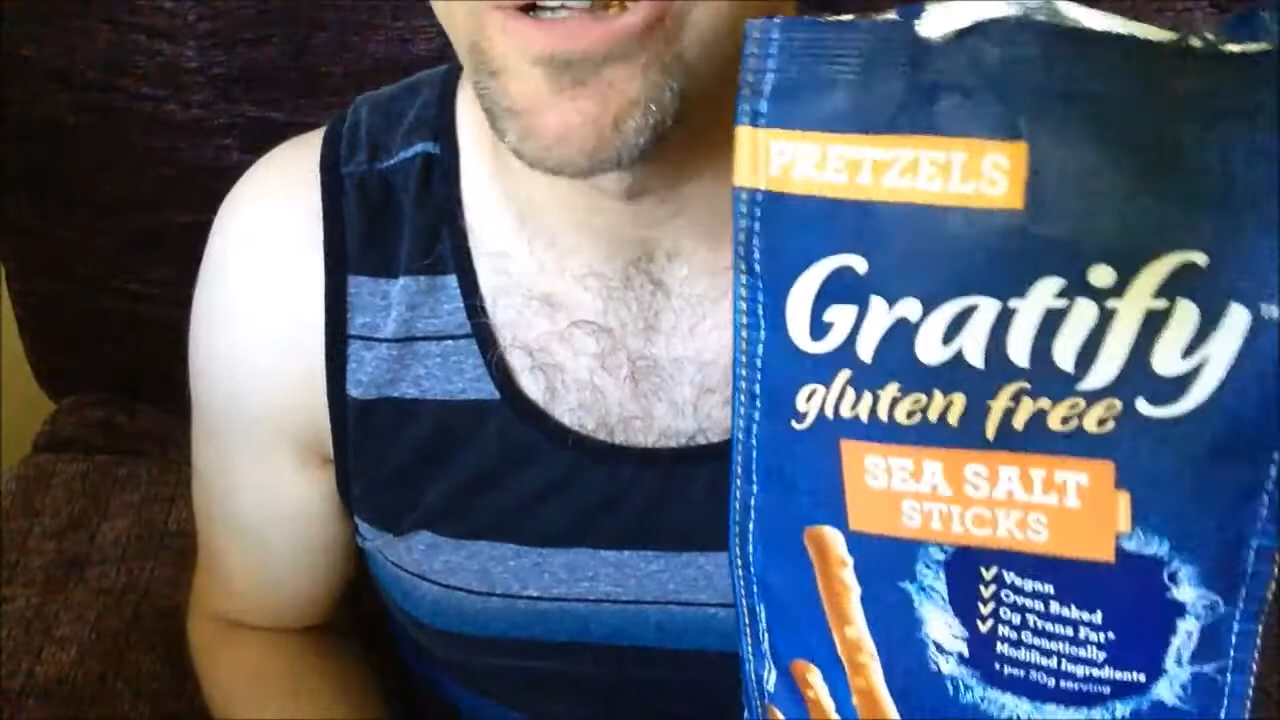 PRETZELS
Gratify™
gluten free
SEA SALT
STICKS
Vegan
Oven Baked
0g Trans Fat*
No Genetically
Modified Ingredients
* per 30g serving